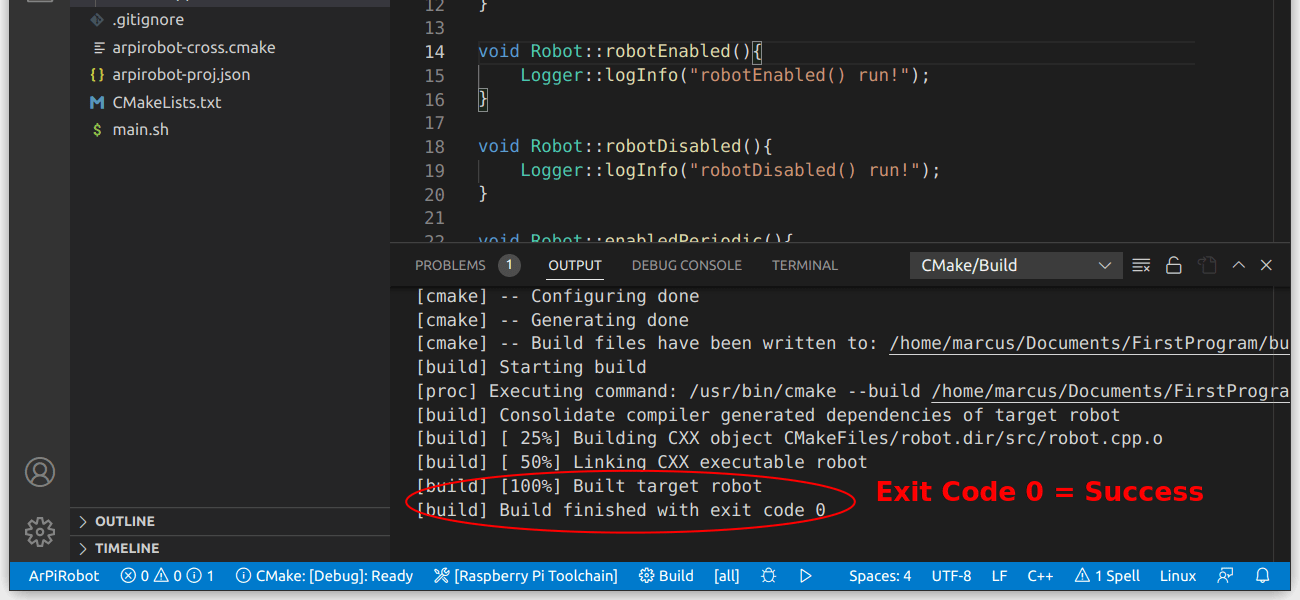 .gitignore
arpirobot-cross.cmake
arpirobot-proj.json
CMakeLists.txt
main.sh
OUTLINE
TIMELINE
12 }
13
14 void Robot::robotEnabled(){
15 Logger::logInfo("robotEnabled() run!");
16 }
17
18 void Robot::robotDisabled(){
19 Logger::logInfo("robotDisabled() run!");
20 }
21
22 void Robot::enabledPeriodic(){
PROBLEMS 1 OUTPUT DEBUG CONSOLE TERMINAL CMake/Build
[cmake] -- Configuring done
[cmake] -- Generating done
[cmake] -- Build files have been written to: /home/marcus/Documents/FirstProgram/bu
[build] Starting build
[proc] Executing command: /usr/bin/cmake --build /home/marcus/Documents/FirstProgra
[build] Consolidate compiler generated dependencies of target robot
[build] [ 25%] Building CXX object CMakeFiles/robot.dir/src/robot.cpp.o
[build] [ 50%] Linking CXX executable robot
[build] [100%] Built target robot
[build] Build finished with exit code 0
Exit Code 0 = Success
ArPiRobot 0 0 1 CMake: [Debug]: Ready [Raspberry Pi Toolchain] Build [all] Spaces: 4 UTF-8 LF C++ 1 Spell Linux